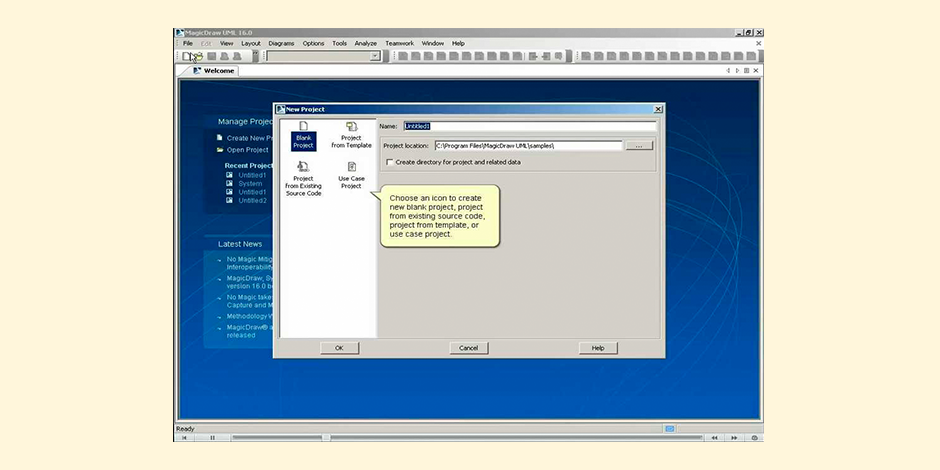 MagicDraw UML 16.0
File Edit View Layout Diagrams Options Tools Analyze Teamwork Window Help
Welcome
Manage Projec
Create New P
Open Project
Recent Project
Untitled1
System
Untitled1
Untitled2
Latest News
No Magic Mitig
Interoperability
MagicDraw, Sy
version 16.0 b
No Magic take
Capture and M
Methodology W
MagicDraw® a
released
New Project
Blank
Project
Project
from Template
Project
from Existing
Source Code
Use Case
Project
Name: Untitled1
Project location: C:\Program Files\MagicDraw UML\samples\ ...
Create directory for project and related data
Choose an icon to create
new blank project, project
from existing source code,
project from template, or
use case project.
OK Cancel Help
Ready